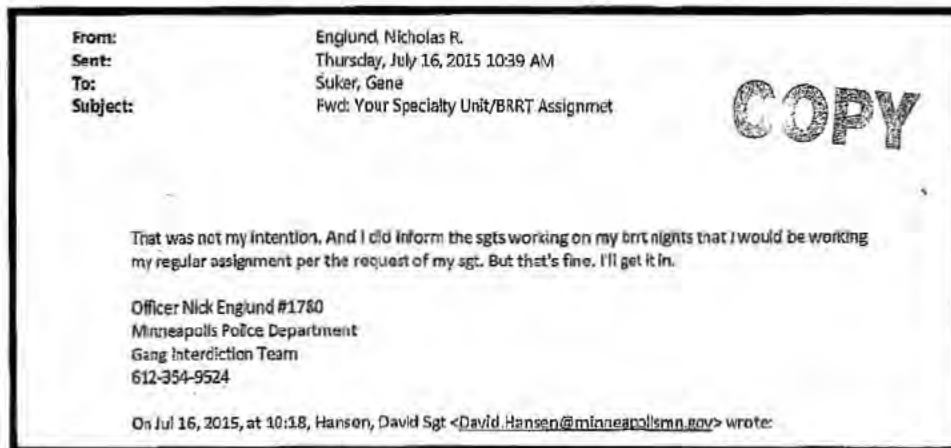 From: Englund, Nicholas R.
Sent: Thursday, July 16, 2015 10:39 AM
To: Suker, Gene
Subject: Fwd: Your Specialty Unit/BRRT Assignmet
COPY
That was not my intention. And I did inform the sgts working on my brrt nights that I would be working
my regular assignment per the request of my sgt. But that's fine. I'll get it in.
Officer Nick Englund #1780
Minneapolis Police Department
Gang Interdiction Team
612-354-9524
On Jul 16, 2015, at 10:18, Hansen, David Sgt <David.Hansen@minneapolismn.gov> wrote: